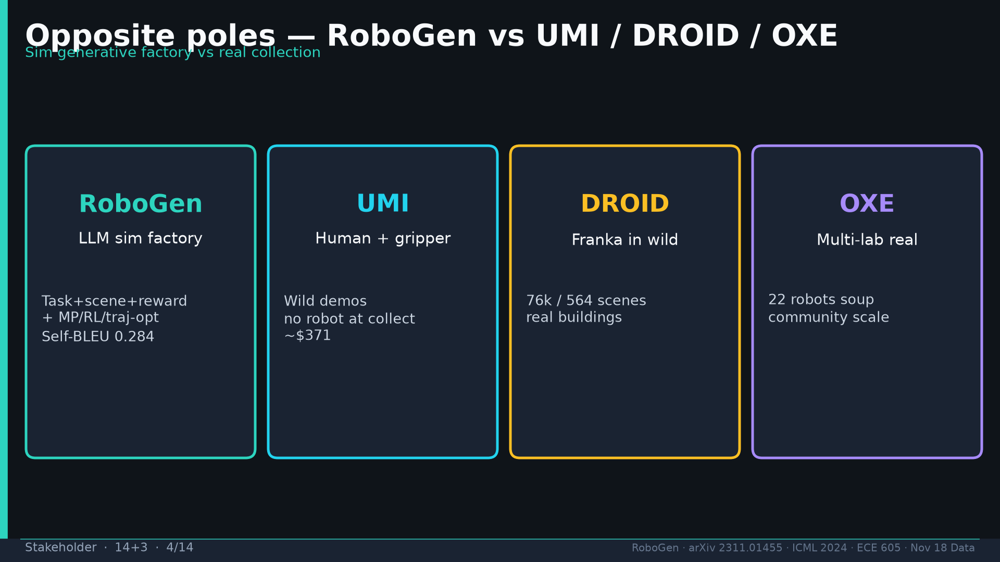 Opposite poles — RoboGen vs UMI / DROID / OXE
Sim generative factory vs real collection
RoboGen
LLM sim factory
Task+scene+reward
+ MP/RL/traj-opt
Self-BLEU 0.284
UMI
Human + gripper
Wild demos
no robot at collect
~$371
DROID
Franka in wild
76k / 564 scenes
real buildings
OXE
Multi-lab real
22 robots soup
community scale
Stakeholder · 14+3 · 4/14
RoboGen · arXiv 2311.01455 · ICML 2024 · ECE 605 · Nov 18 Data